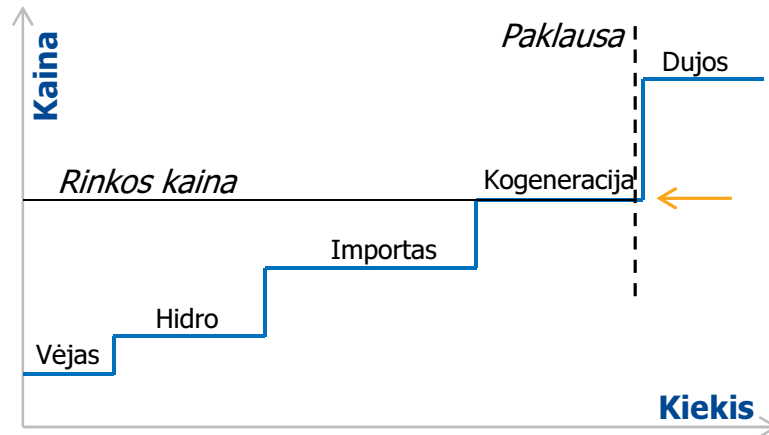 Kaina
Paklausa
Dujos
Rinkos kaina
Kogeneracija
Importas
Hidro
Vėjas
Kiekis